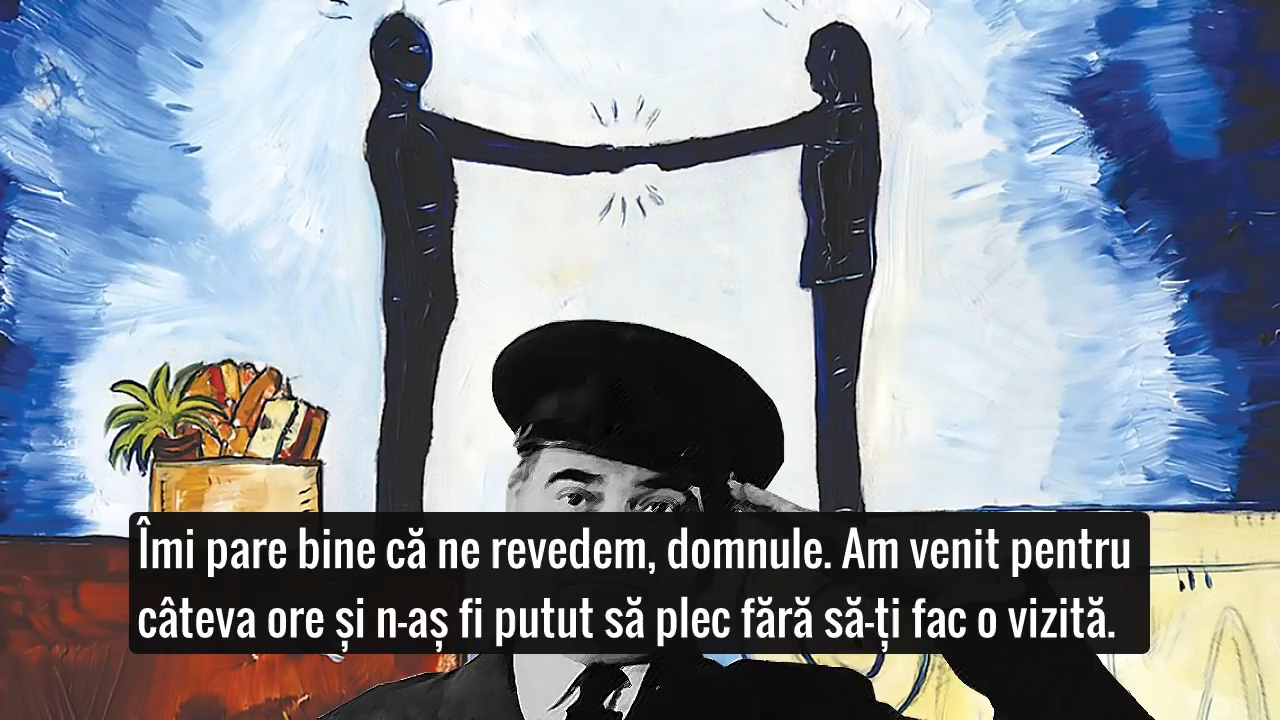 Îmi pare bine că ne revedem, domnule. Am venit pentru
câteva ore și n-aș fi putut să plec fără să-ți fac o vizită.